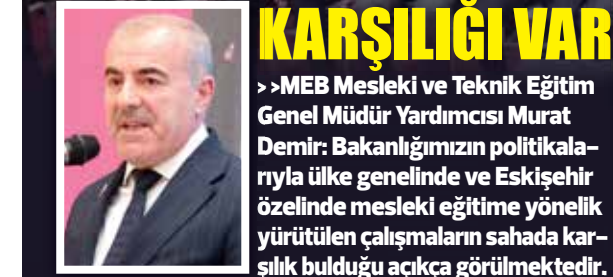 KARŞILIĞI VAR
>>MEB Mesleki ve Teknik Eğitim
Genel Müdür Yardımcısı Murat
Demir: Bakanlığımızın politikala-
rıyla ülke genelinde ve Eskişehir
özelinde mesleki eğitime yönelik
yürütülen çalışmaların sahada kar-
şılık bulduğu açıkça görülmektedir.